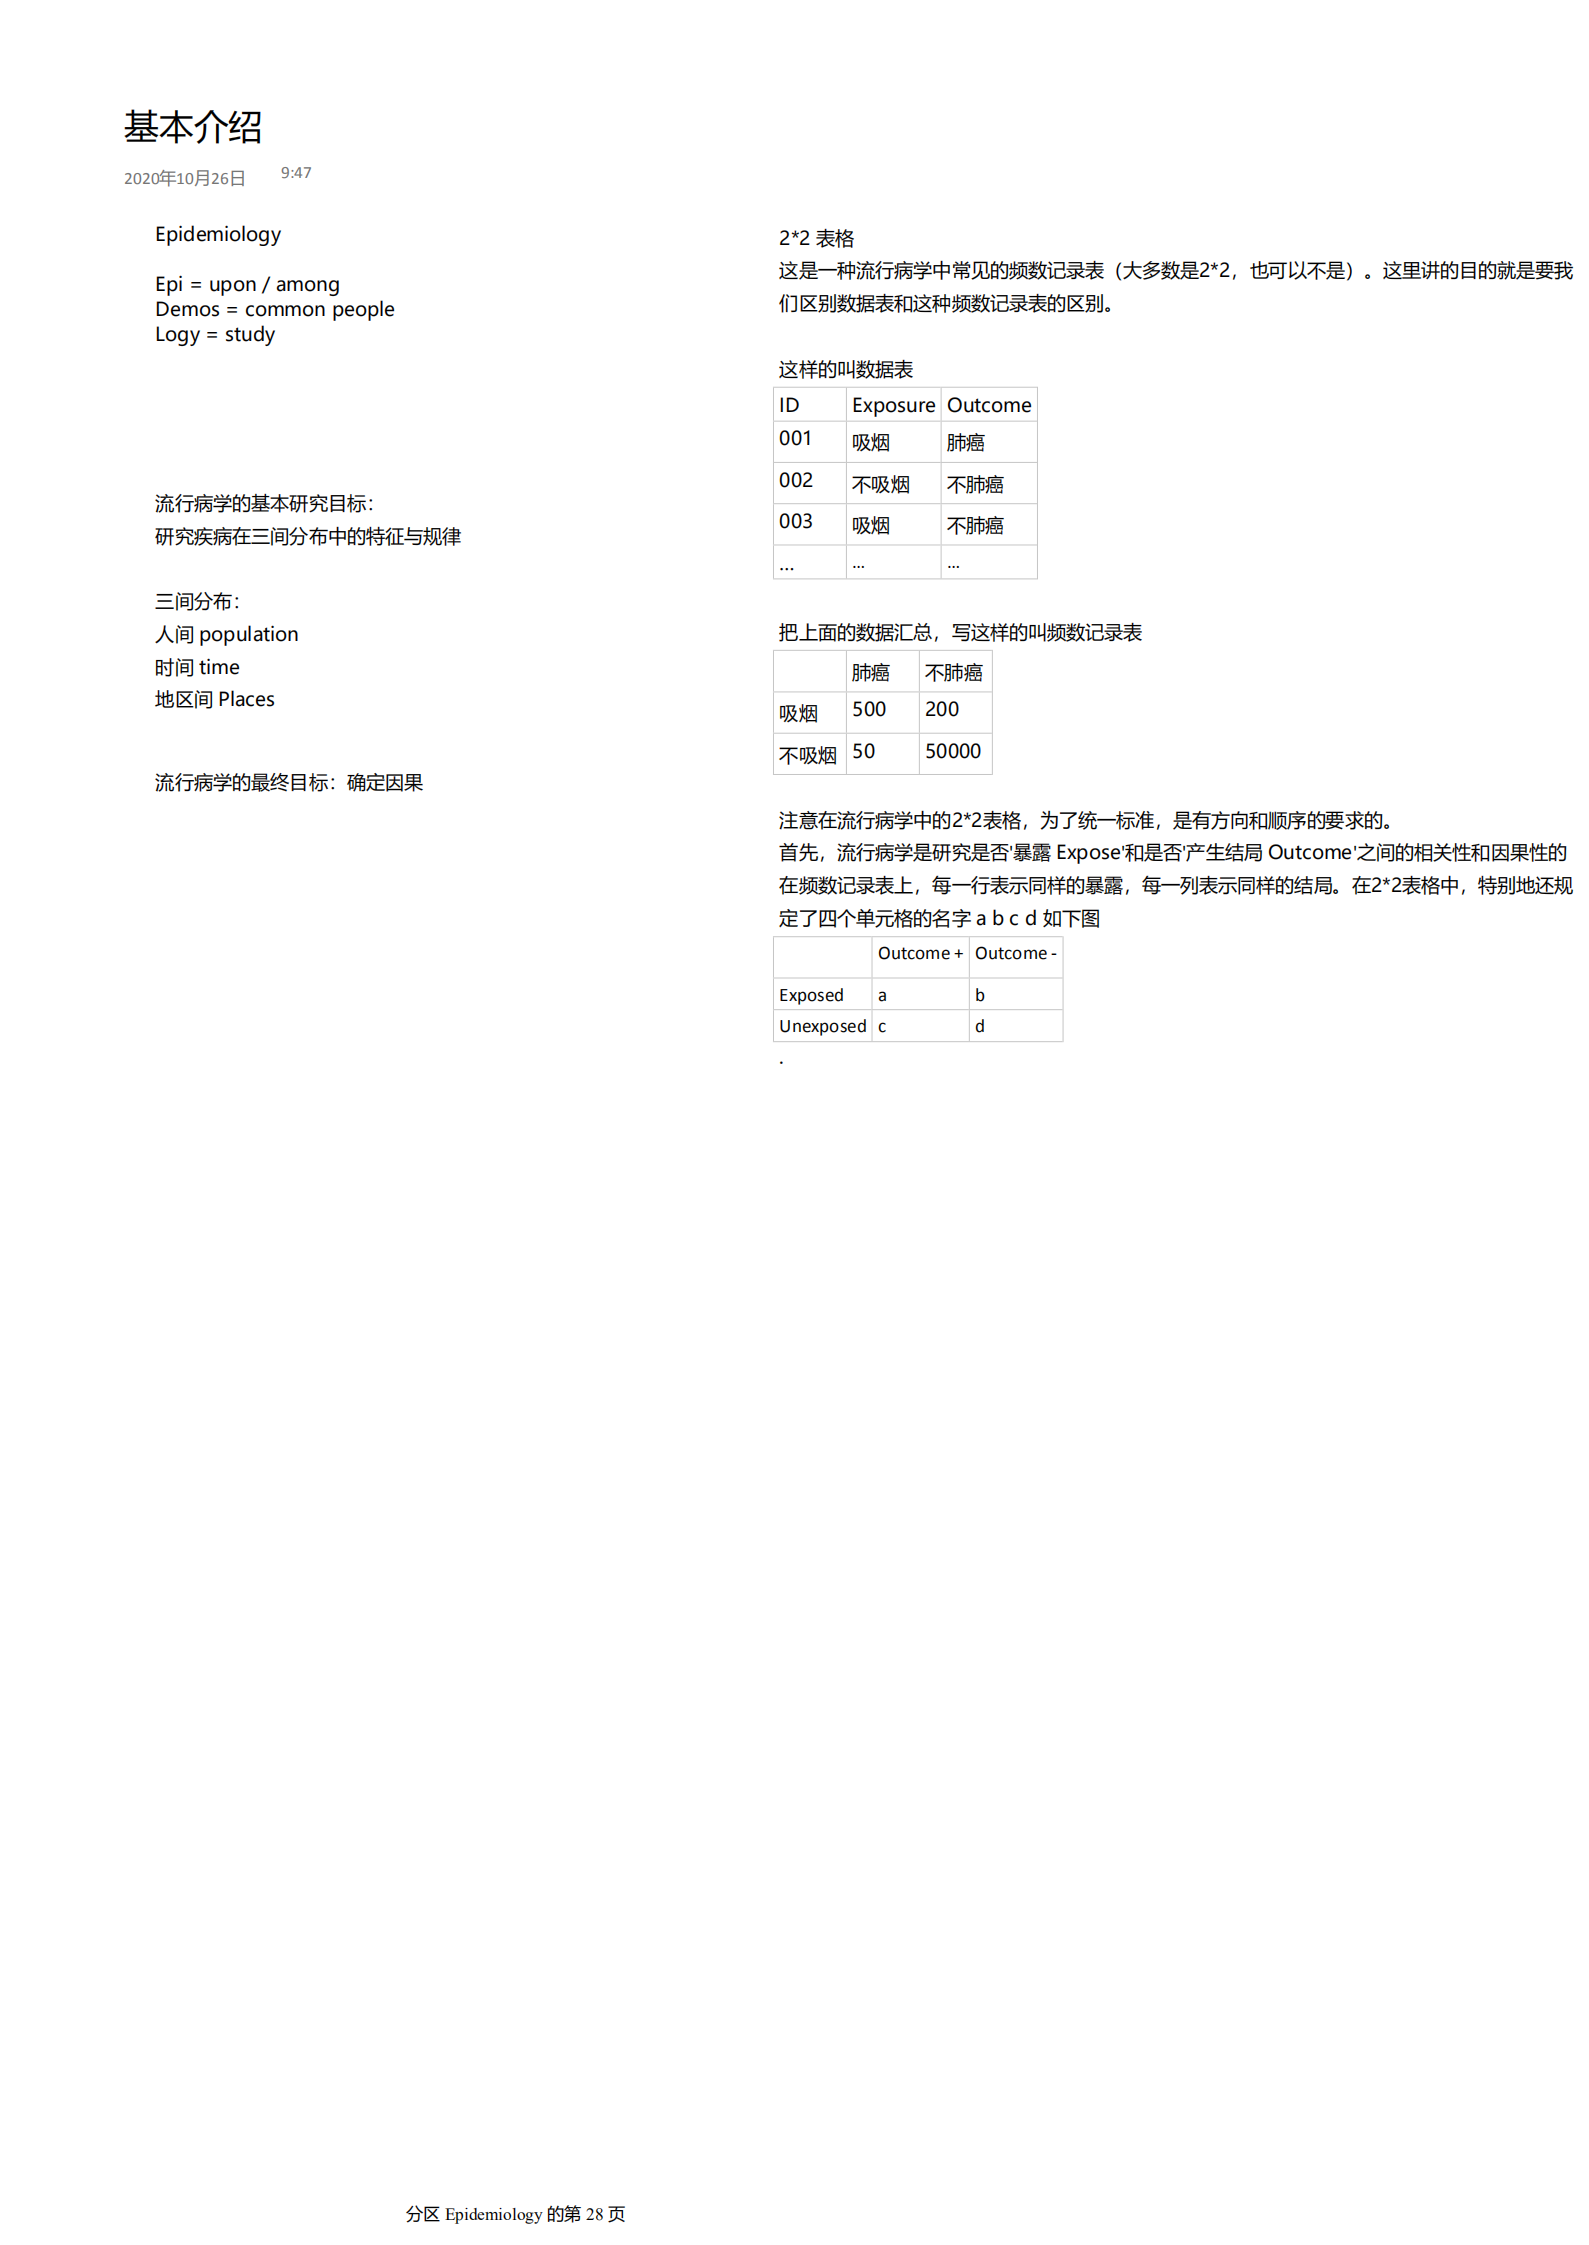 基本介绍
2020年10月26日 9:47
Epidemiology
Epi = upon / among
Demos = common people
Logy = study
流行病学的基本研究目标：
研究疾病在三间分布中的特征与规律
三间分布：
人间 population
时间 time
地区间 Places
流行病学的最终目标：确定因果
2*2 表格
这是一种流行病学中常见的频数记录表（大多数是2*2，也可以不是）。这里讲的目的就是要我
们区别数据表和这种频数记录表的区别。
这样的叫数据表
ID Exposure Outcome
001 吸烟 肺癌
002 不吸烟 不肺癌
003 吸烟 不肺癌
... ... ...
把上面的数据汇总，写这样的叫频数记录表
肺癌 不肺癌
吸烟 500 200
不吸烟 50 50000
注意在流行病学中的2*2表格，为了统一标准，是有方向和顺序的要求的。
首先，流行病学是研究是否'暴露 Expose'和是否'产生结局 Outcome'之间的相关性和因果性的
在频数记录表上，每一行表示同样的暴露，每一列表示同样的结局。在2*2表格中，特别地还规
定了四个单元格的名字 a b c d 如下图
Outcome + Outcome -
Exposed a b
Unexposed c d
.
分区 Epidemiology 的第 28 页